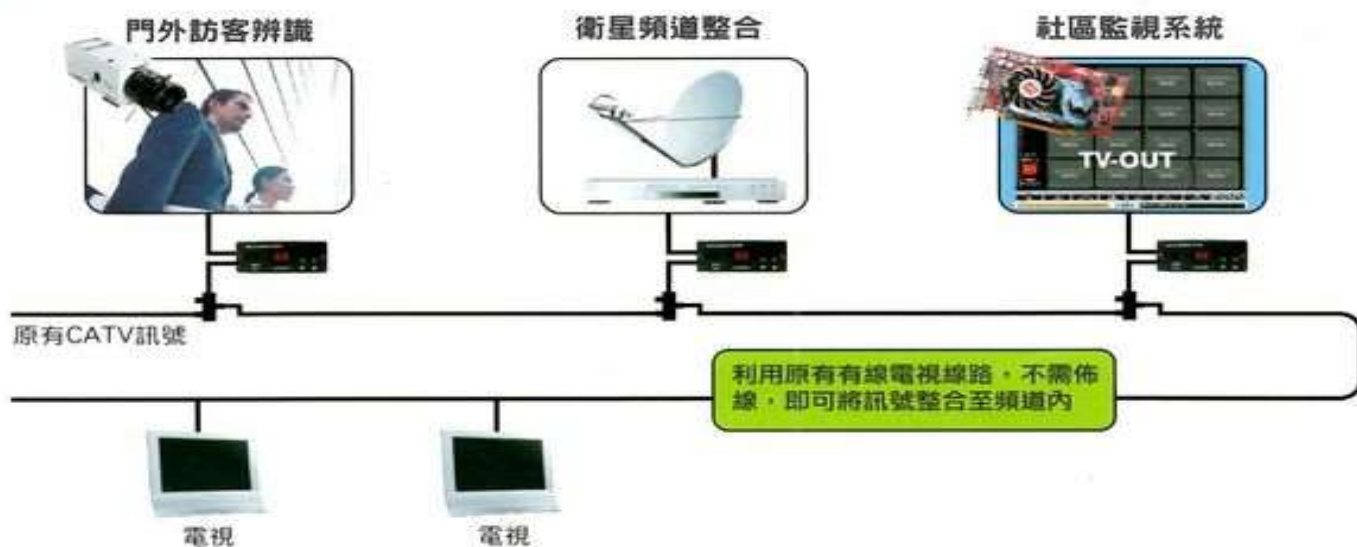 門外訪客辨識
衛星頻道整合
社區監視系統
TV-OUT
原有CATV訊號
利用原有有線電視線路，不需佈
線，即可將訊號整合至頻道內
電視
電視